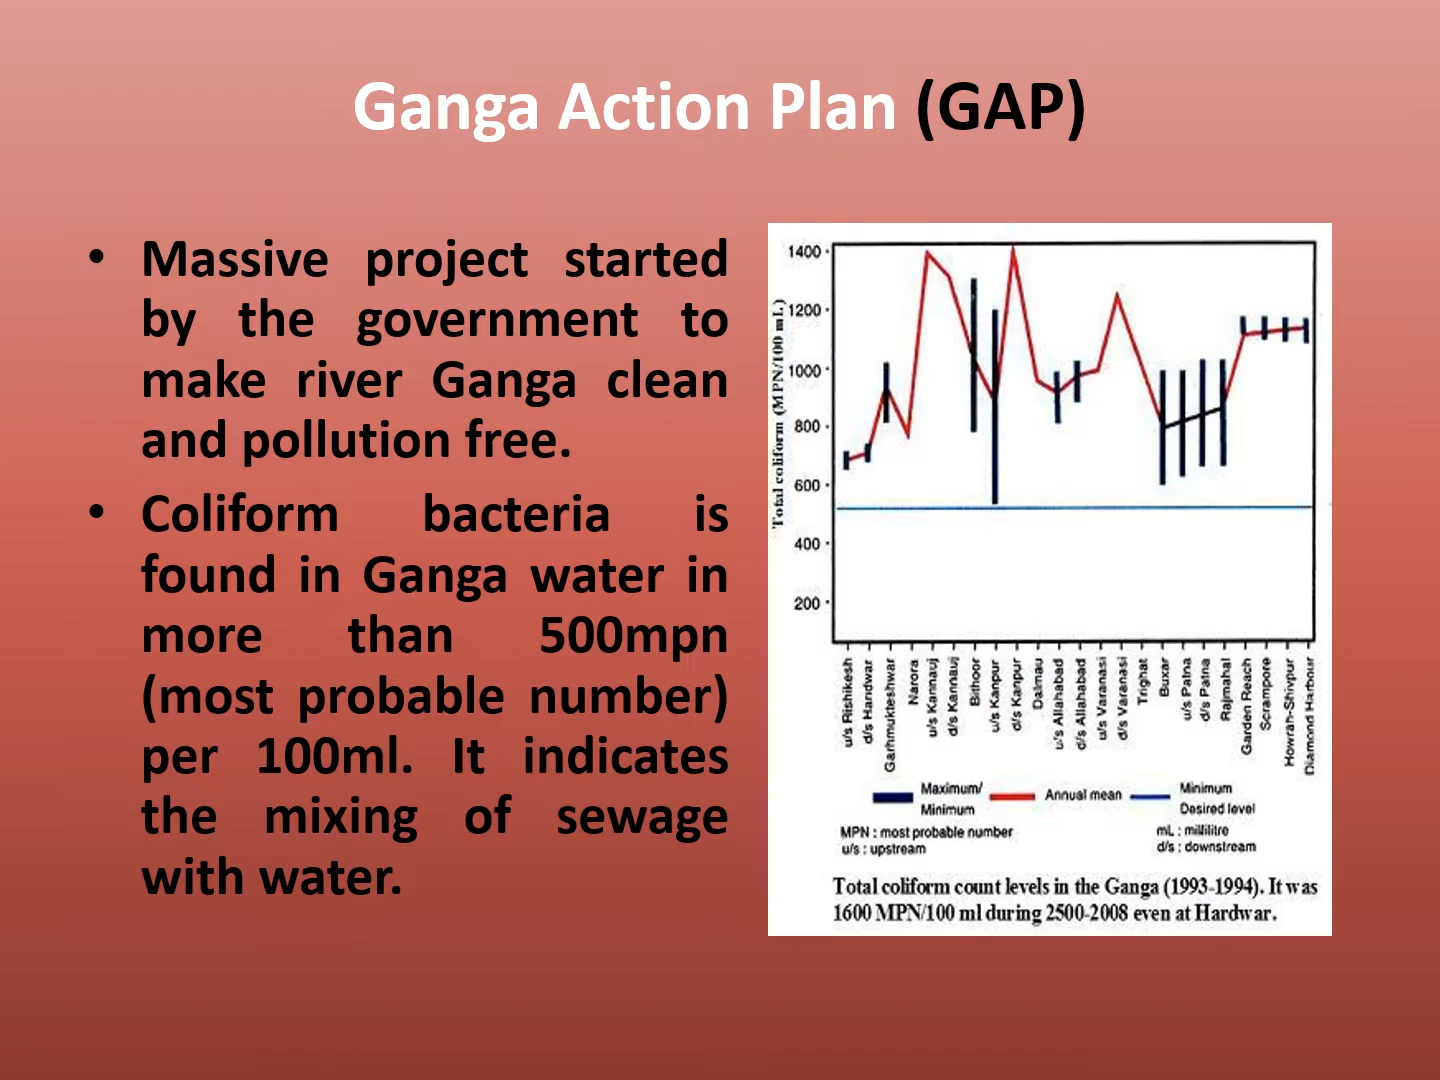 Ganga Action Plan (GAP)
• Massive project started
by the government to
make river Ganga clean
and pollution free.
• Coliform bacteria is
found in Ganga water in
more than 500mpn
(most probable number)
per 100ml. It indicates
the mixing of sewage
with water.
Total coliform (MPN/100 mL)
1400
1200
1000
800
600
400
200
u/s Rishikesh
d/s Hardwar
Garhmukteshwar
Narora
u/s Kannauj
d/s Kannauj
Bithoor
u/s Kanpur
d/s Kanpur
Dalmau
u/s Allahabad
d/s Allahabad
u/s Varanasi
d/s Varanasi
Trighat
Buxar
u/s Patna
d/s Patna
Rajmahal
Garden Reach
Scrampore
Howrah-Shivpur
Diamond Harbour
Maximum/
Minimum
Annual mean
Minimum
Desired level
MPN : most probable number
u/s : upstream
mL : millilitre
d/s : downstream
Total coliform count levels in the Ganga (1993-1994). It was
1600 MPN/100 ml during 2500-2008 even at Hardwar.